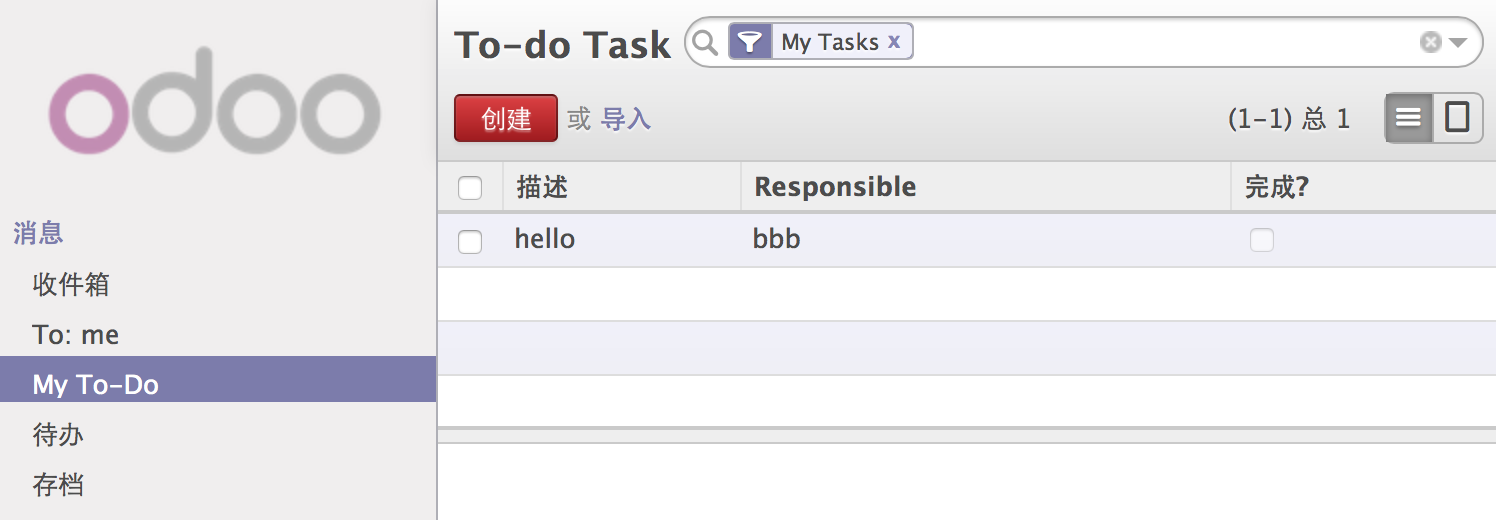 odoo
消息
收件箱
To: me
My To-Do
待办
存档
To-do Task
My Tasks x
创建 或 导入
(1-1) 总 1
描述 Responsible 完成?
hello bbb